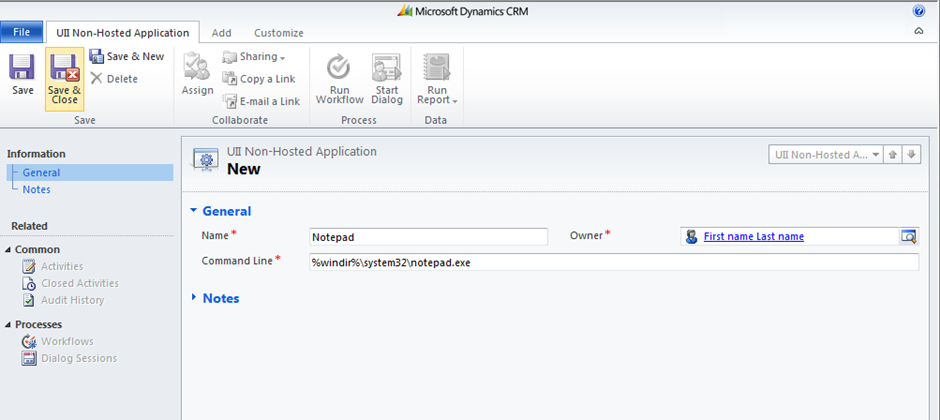 Microsoft Dynamics CRM
File UII Non-Hosted Application Add Customize
Save
Save & Close
Save & New
Delete
Save
Assign
Sharing
Copy a Link
E-mail a Link
Collaborate
Run Workflow
Start Dialog
Process
Run Report
Data
Information
General
Notes
Related
Common
Activities
Closed Activities
Audit History
Processes
Workflows
Dialog Sessions
UII Non-Hosted Application
New
UII Non-Hosted A...
General
Name * Notepad Owner * First name Last name
Command Line * %windir%\system32\notepad.exe
Notes